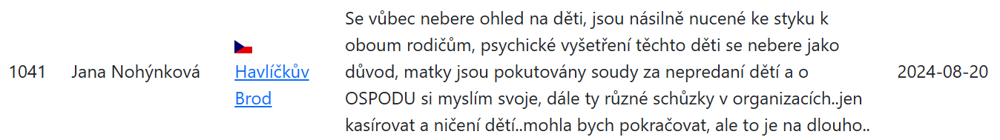 1041
Jana Nohýnková
Havlíčkův
Brod
Se vůbec nebere ohled na děti, jsou násilně nucené ke styku k
oboum rodičům, psychické vyšetření těchto děti se nebere jako
důvod, matky jsou pokutovány soudy za nepredaní dětí a o
OSPODU si myslím svoje, dále ty různé schůzky v organizacích..jen
kasírovat a ničení dětí..mohla bych pokračovat, ale to je na dlouho..
2024-08-20